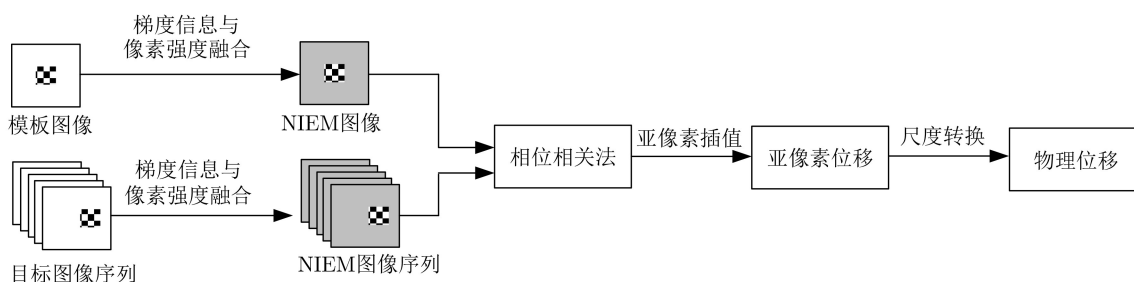 梯度信息与
像素强度融合
模板图像
NIEM图像
相位相关法
亚像素插值
亚像素位移
尺度转换
物理位移
梯度信息与
像素强度融合
目标图像序列
NIEM图像序列